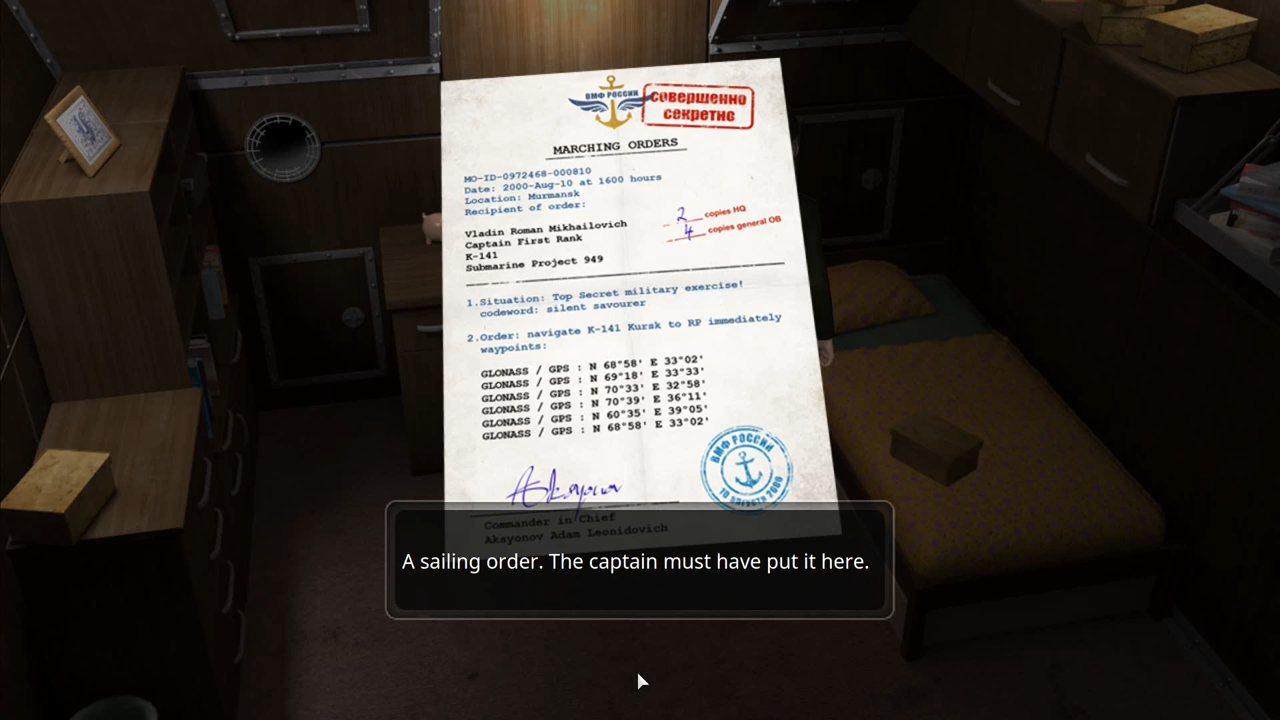 ВМФ РОССИИ
совершенно
секретно
MARCHING ORDERS
MO-ID-0972468-000810
Date: 2000-Aug-10 at 1600 hours
Location: Murmansk
Recipient of order:
2 copies HQ
4 copies general OB
Vladin Roman Mikhailovich
Captain First Rank
K-141
Submarine Project 949
1.Situation: Top Secret military exercise!
codeword: silent savourer
2.Order: navigate K-141 Kursk to RP immediately
waypoints:
GLONASS / GPS : N 68°58' E 33°02'
GLONASS / GPS : N 69°18' E 33°33'
GLONASS / GPS : N 70°33' E 32°58'
GLONASS / GPS : N 70°39' E 36°11'
GLONASS / GPS : N 60°35' E 39°05'
GLONASS / GPS : N 68°58' E 33°02'
ВМФ РОССИИ
10 августа 2000
Aksyonov
Commander in Chief
Aksyonov Adam Leonidovich
A sailing order. The captain must have put it here.